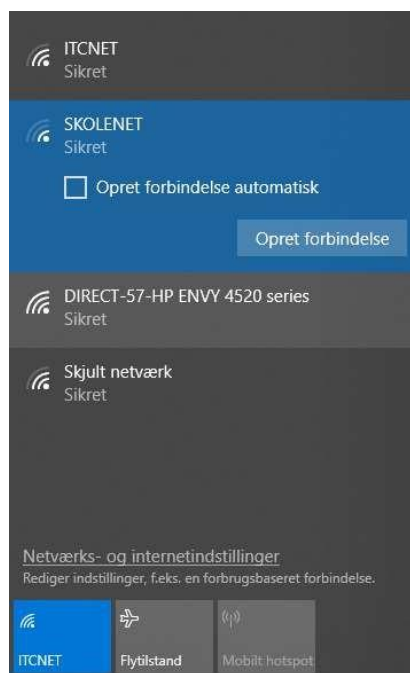 ITCNET
Sikret
SKOLENET
Sikret
Opret forbindelse automatisk
Opret forbindelse
DIRECT-57-HP ENVY 4520 series
Sikret
Skjult netværk
Sikret
Netværks- og internetindstillinger
Rediger indstillinger, f.eks. en forbrugsbaseret forbindelse.
ITCNET
Flytilstand
Mobilt hotspot